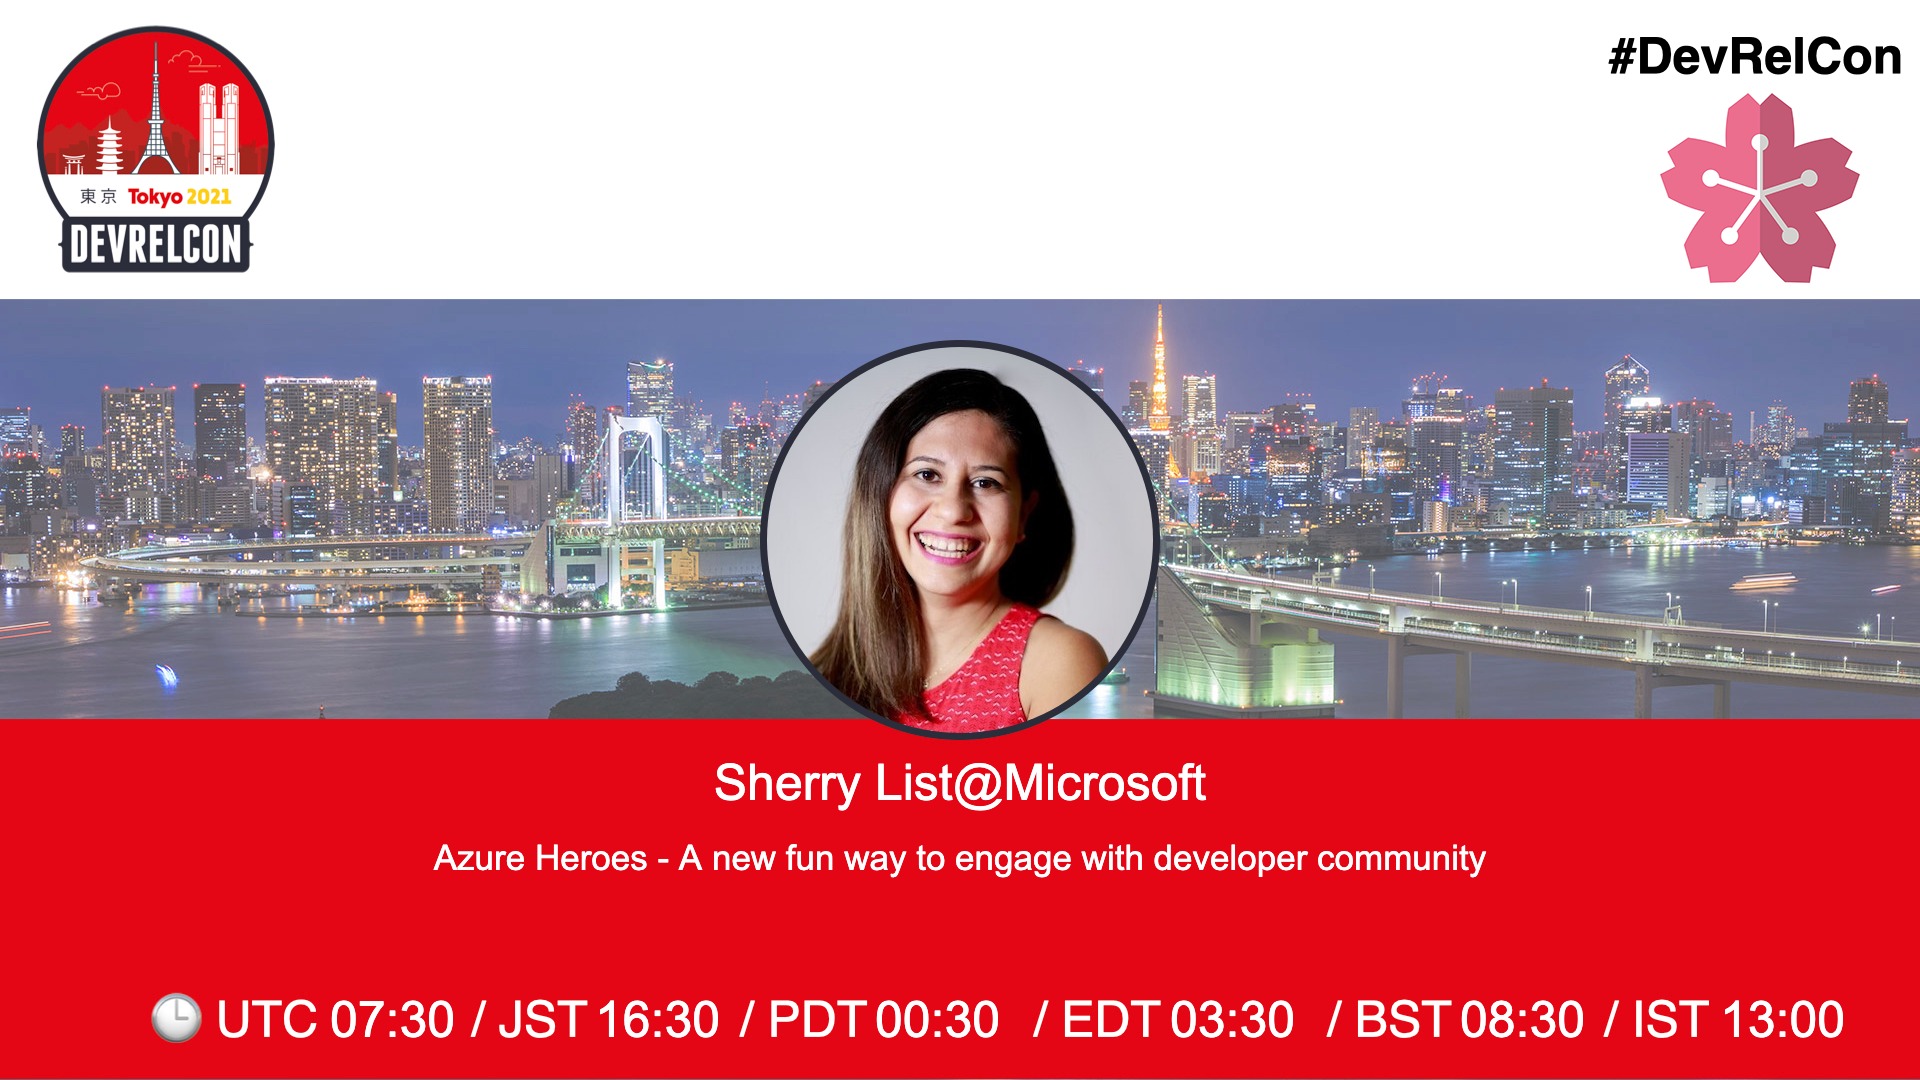 #DevRelCon
東京 Tokyo 2021
DEVRELCON
Sherry List@Microsoft
Azure Heroes - A new fun way to engage with developer community
UTC 07:30 / JST 16:30 / PDT 00:30 / EDT 03:30 / BST 08:30 / IST 13:00